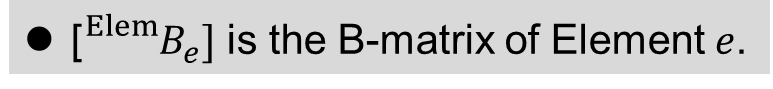 ● [ᴱˡᵉᵐBₑ] is the B-matrix of Element e.